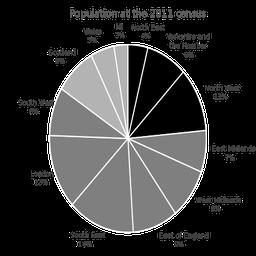 Population at the 2011 census
North East
4%
Yorkshire and
the Humber
North West
11%
East Midlands
7%
West Midlands
9%
East of England
9%
South East
14%
London
13%
South West
8%
Scotland
8%
Wales
5%
NI
3%